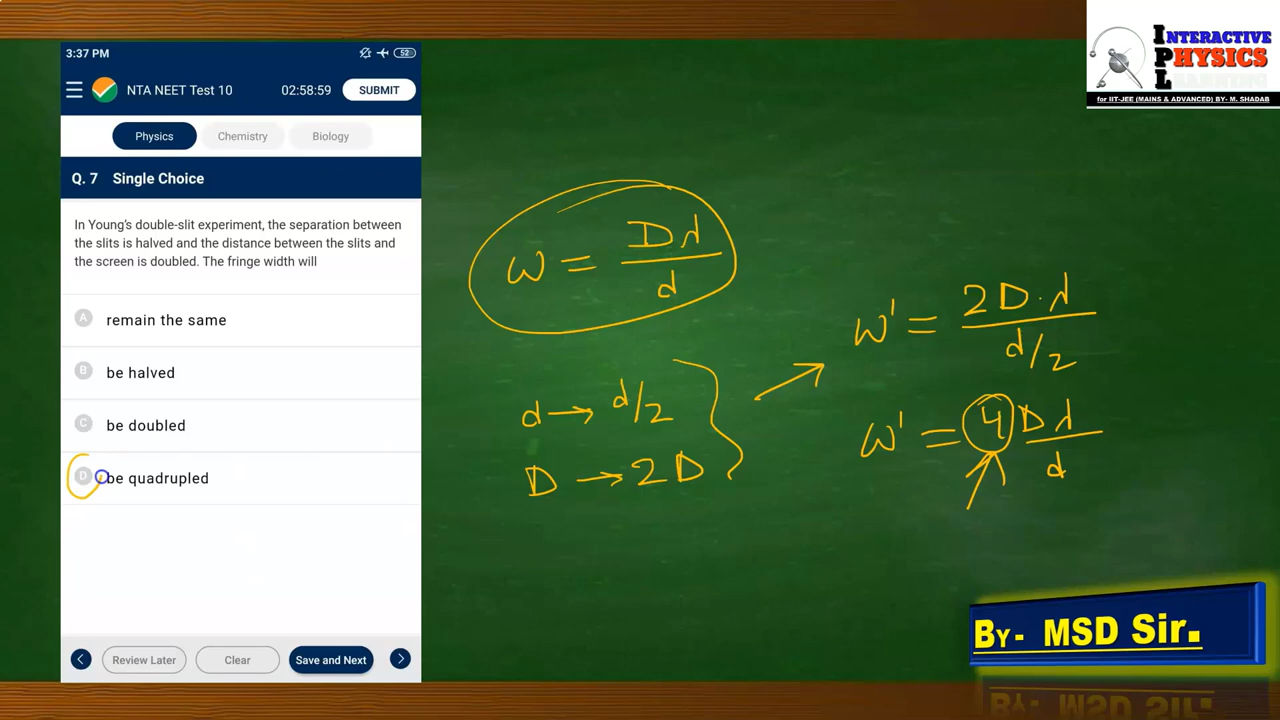 3:37 PM
52
NTA NEET Test 10
02:58:59
SUBMIT
Physics
Chemistry
Biology
Q. 7 Single Choice
In Young's double-slit experiment, the separation between
the slits is halved and the distance between the slits and
the screen is doubled. The fringe width will
A remain the same
B be halved
C be doubled
D be quadrupled
Review Later
Clear
Save and Next
INTERACTIVE
PHYSICS
LEARNING
for IIT-JEE (MAINS & ADVANCED) BY- M. SHADAB
ω = Dλ/d
d → d/2
D → 2D
ω' = 2D·λ / d/2
ω' = 4 Dλ/d
BY- MSD Sir.